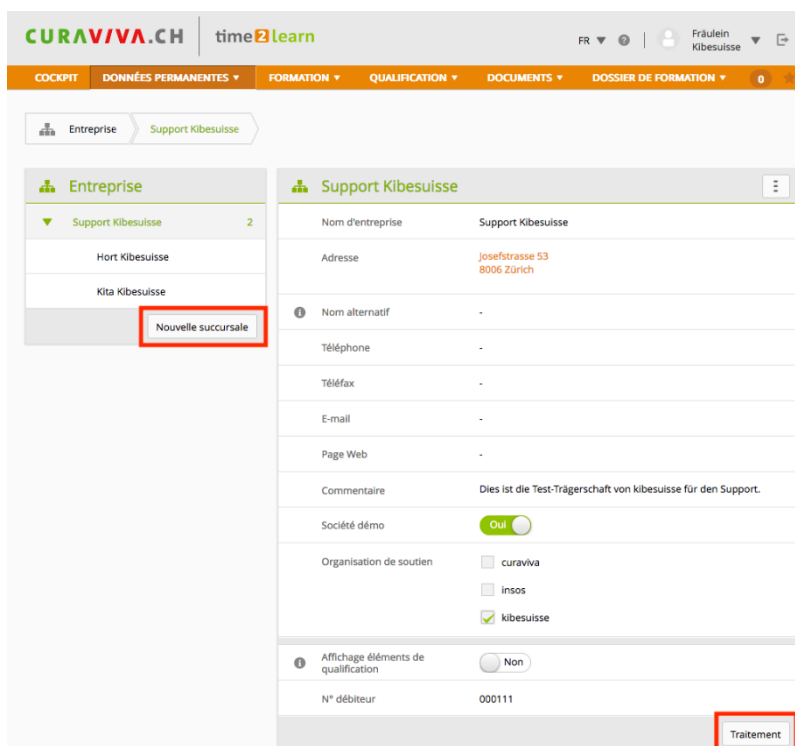 CURAVIVA.CH
time2learn
FR
Fräulein
Kibesuisse
COCKPIT
DONNÉES PERMANENTES
FORMATION
QUALIFICATION
DOCUMENTS
DOSSIER DE FORMATION
0
Entreprise
Support Kibesuisse
Entreprise
Support Kibesuisse 2
Hort Kibesuisse
Kita Kibesuisse
Nouvelle succursale
Support Kibesuisse
Nom d'entreprise Support Kibesuisse
Adresse Josefstrasse 53
8006 Zürich
Nom alternatif -
Téléphone -
Téléfax -
E-mail -
Page Web -
Commentaire Dies ist die Test-Trägerschaft von kibesuisse für den Support.
Société démo Oui
Organisation de soutien curaviva
insos
kibesuisse
Affichage éléments de
qualification Non
N° débiteur 000111
Traitement